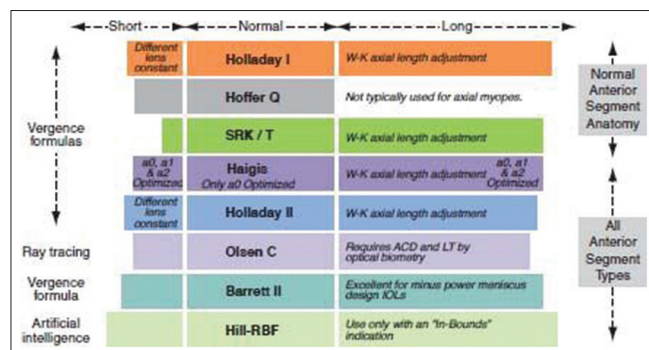 Short Normal Long
Different
lens
constant
Holladay I
W-K axial length adjustment
Hoffer Q
Not typically used for axial myopes.
SRK / T
W-K axial length adjustment
a0, a1
& a2
Optimized
Haigis
Only a0 Optimized
W-K axial length adjustment
a0, a1
& a2
Optimized
Different
lens
constant
Holladay II
W-K axial length adjustment
Olsen C
Requires ACD and LT by
optical biometry
Barrett II
Excellent for minus power meniscus
design IOLs
Hill-RBF
Use only with an "In-Bounds"
indication
Vergence
formulas
Ray tracing
Vergence
formula
Artificial
intelligence
Normal
Anterior
Segment
Anatomy
All
Anterior
Segment
Types